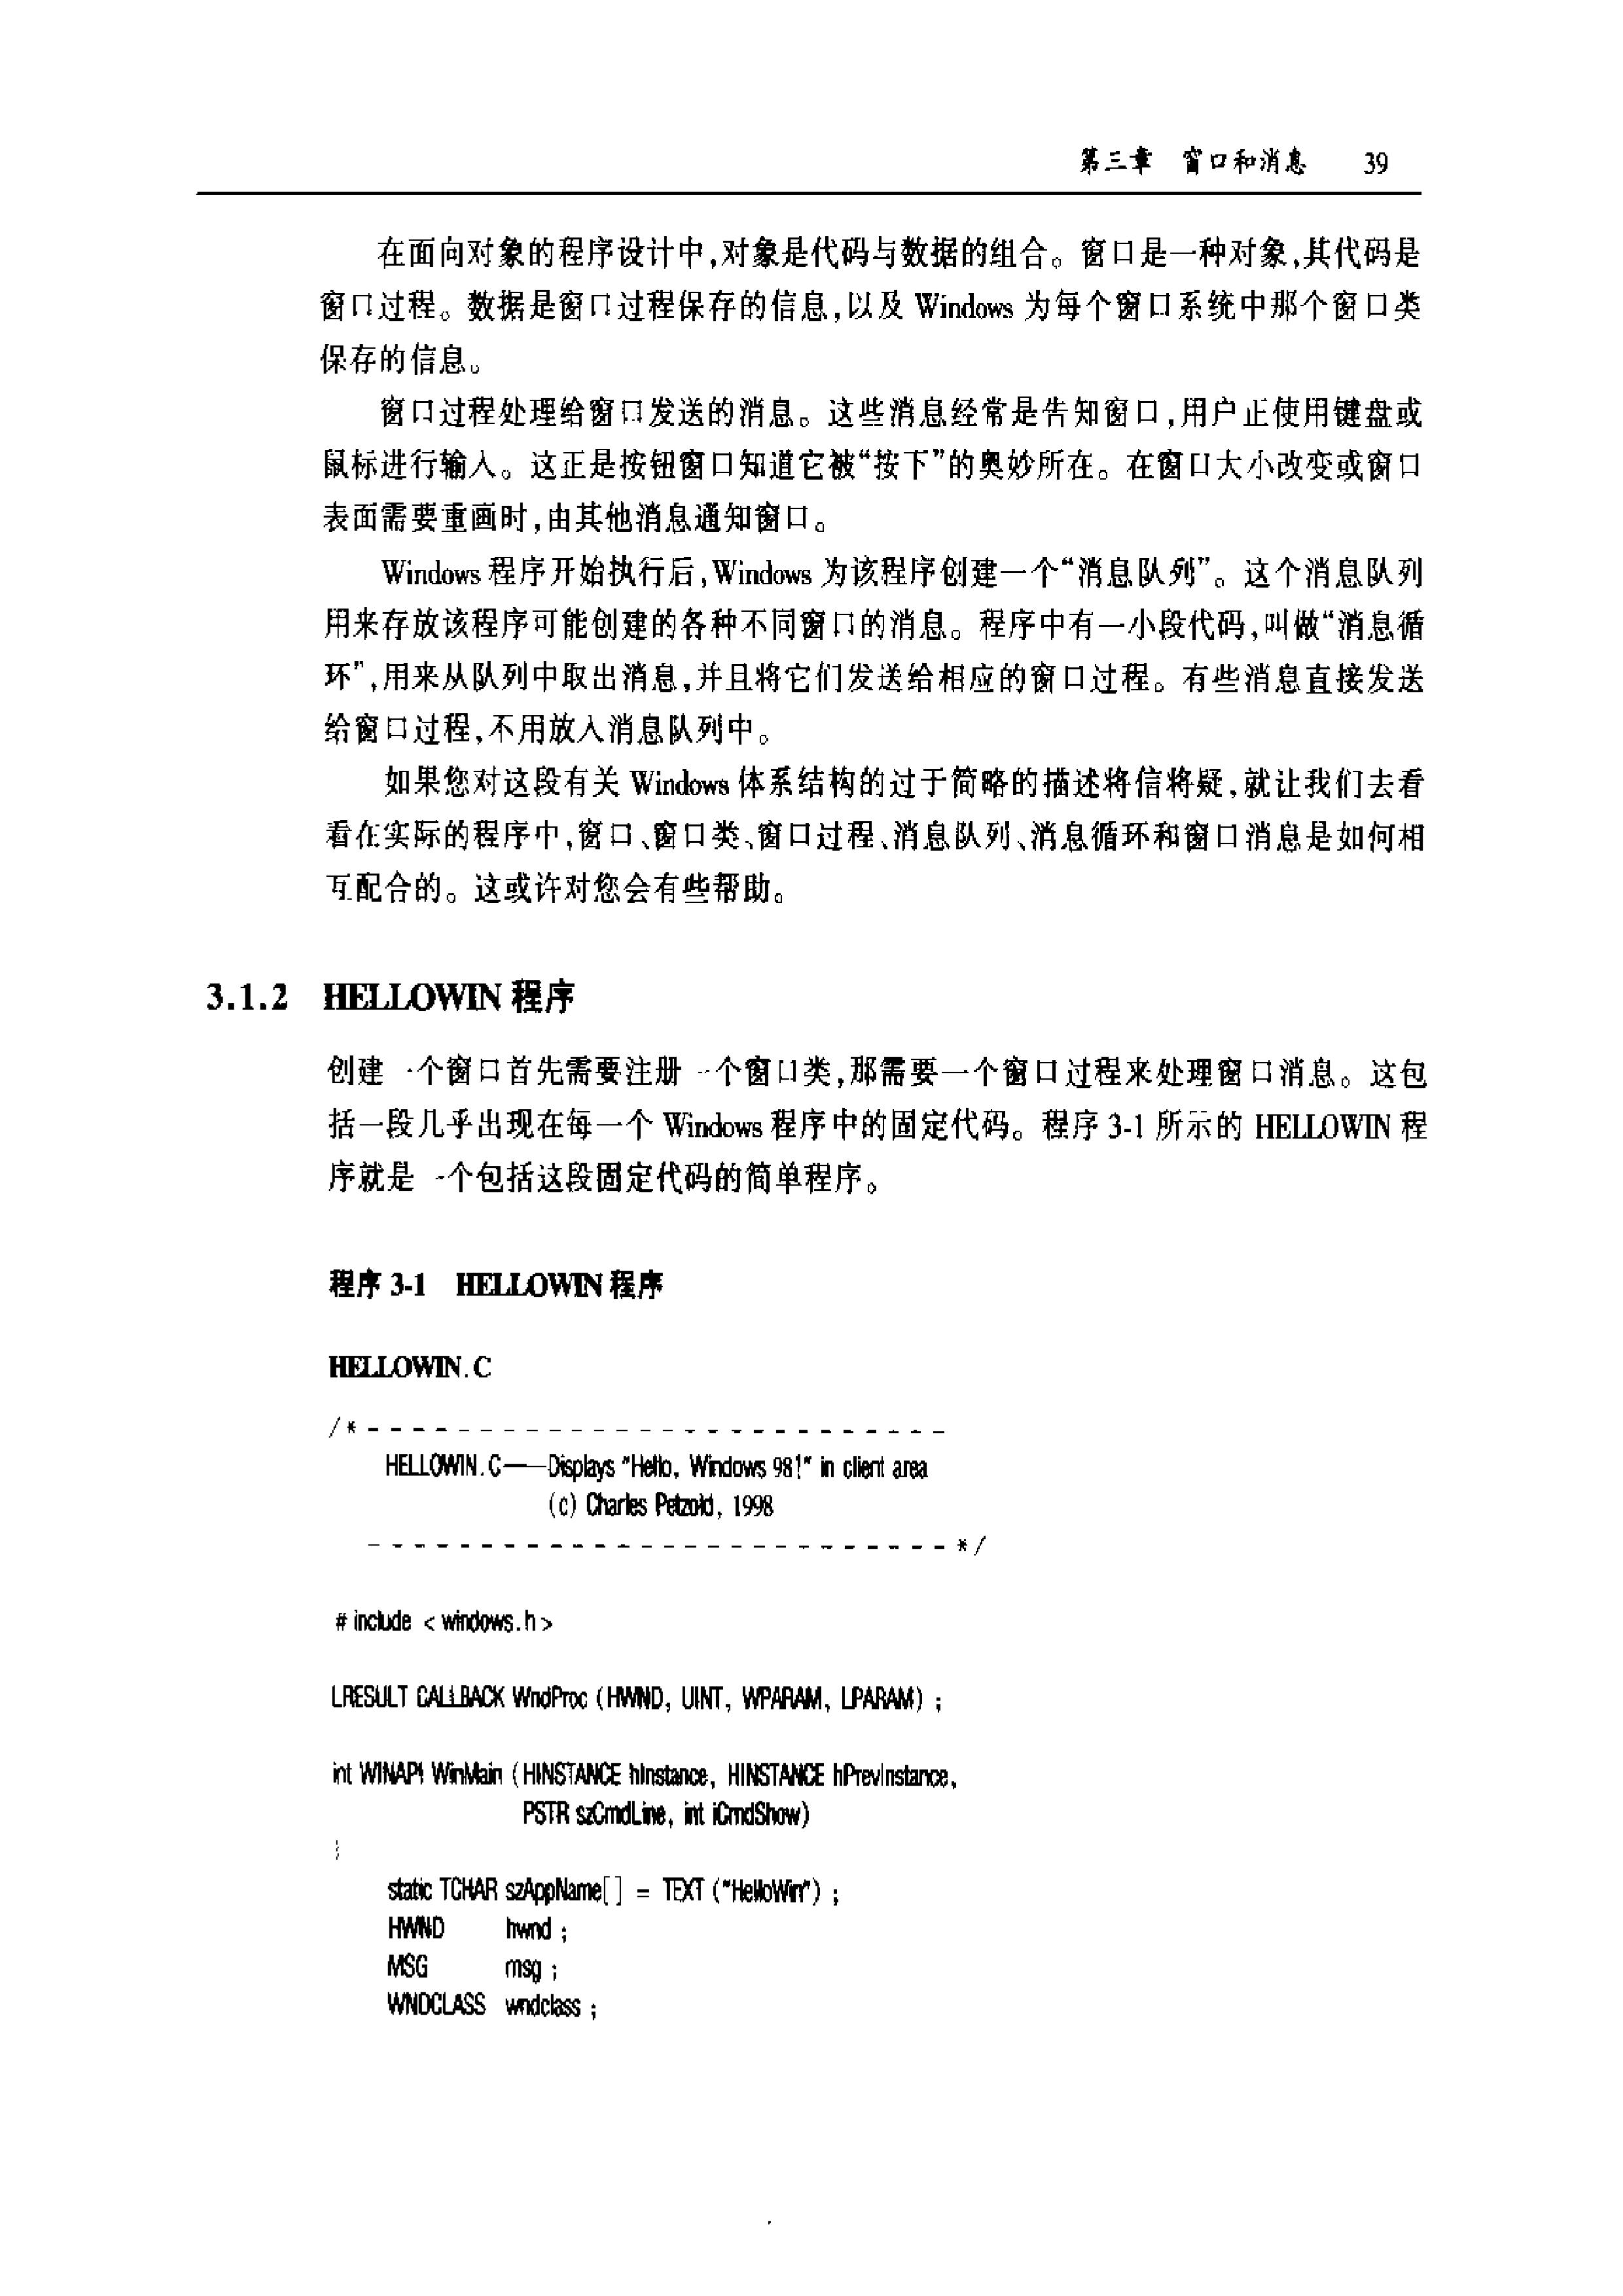 第三章 窗口和消息 39
在面向对象的程序设计中,对象是代码与数据的组合。窗口是一种对象,其代码是
窗口过程。数据是窗口过程保存的信息,以及 Windows 为每个窗口系统中那个窗口类
保存的信息。
窗口过程处理给窗口发送的消息。这些消息经常是告知窗口,用户正使用键盘或
鼠标进行输入。这正是按钮窗口知道它被“按下”的奥妙所在。在窗口大小改变或窗口
表面需要重画时,由其他消息通知窗口。
Windows 程序开始执行后,Windows 为该程序创建一个“消息队列”。这个消息队列
用来存放该程序可能创建的各种不同窗口的消息。程序中有一小段代码,叫做“消息循
环”,用来从队列中取出消息,并且将它们发送给相应的窗口过程。有些消息直接发送
给窗口过程,不用放入消息队列中。
如果您对这段有关 Windows 体系结构的过于简略的描述将信将疑,就让我们去看
看在实际的程序中,窗口、窗口类、窗口过程、消息队列、消息循环和窗口消息是如何相
互配合的。这或许对您会有些帮助。
3.1.2 HELLOWIN 程序
创建一个窗口首先需要注册一个窗口类,那需要一个窗口过程来处理窗口消息。这包
括一段几乎出现在每一个 Windows 程序中的固定代码。程序 3-1 所示的 HELLOWIN 程
序就是一个包括这段固定代码的简单程序。
程序 3-1 HELLOWIN 程序
HELLOWIN.C
/* - - - - - - - - - - - - - - - - - - - - - - - - - -
HELLOWIN.C——Displays "Hello, Windows 98!" in client area
(c) Charles Petzold, 1998
- - - - - - - - - - - - - - - - - - - - - - - - - - */
# include < windows.h >
LRESULT CALLBACK WndProc (HWND, UINT, WPARAM, LPARAM) ;
int WINAPI WinMain (HINSTANCE hInstance, HINSTANCE hPrevInstance,
PSTR szCmdLine, int iCmdShow)
{
static TCHAR szAppName[ ] = TEXT ("HelloWin") ;
HWND hwnd ;
MSG msg ;
WNDCLASS wndclass ;